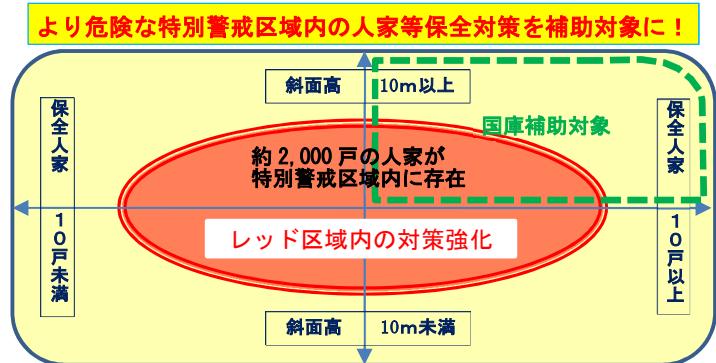 より危険な特別警戒区域内の人家等保全対策を補助対象に！
斜面高 10ｍ以上
国庫補助対象
保全人家
10戸未満
保全人家
10戸以上
約2,000戸の人家が
特別警戒区域内に存在
レッド区域内の対策強化
斜面高 10ｍ未満